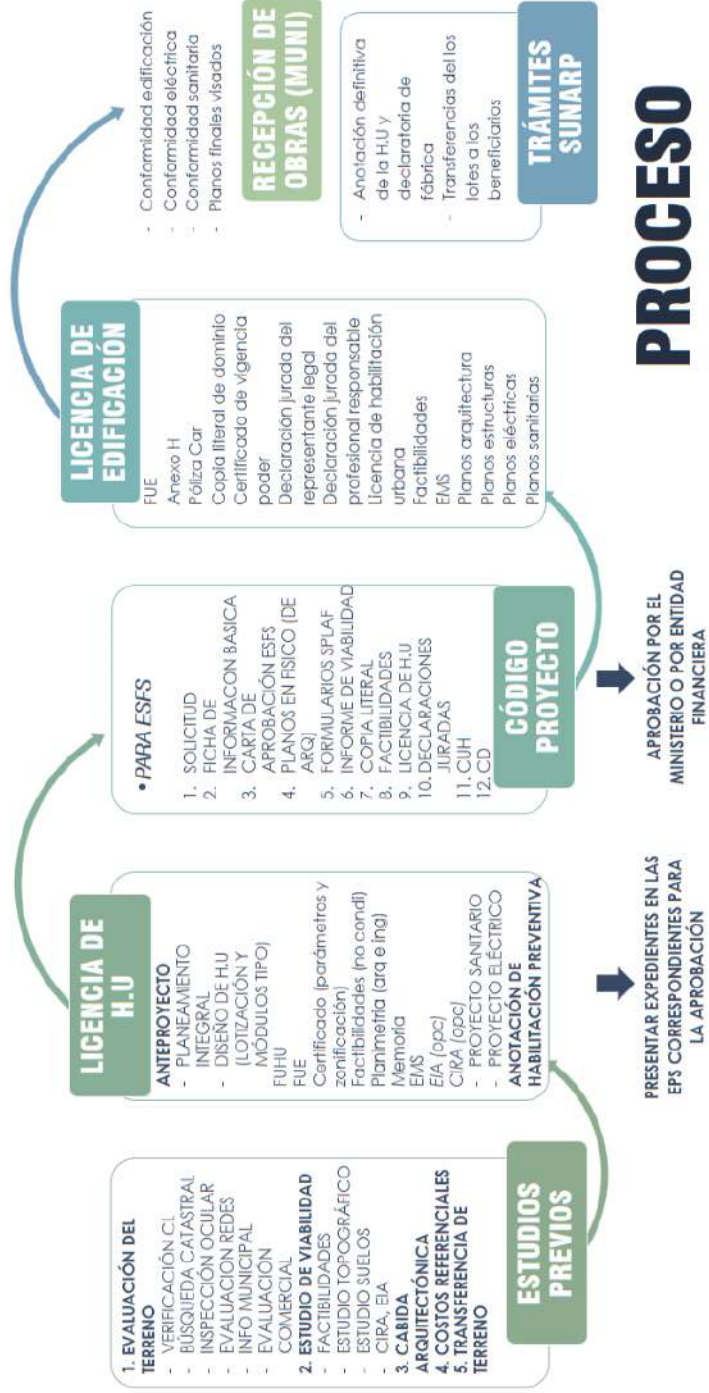 1. EVALUACIÓN DEL
TERRENO
- VERIFICACIÓN C.L
- BÚSQUEDA CATASTRAL
- INSPECCIÓN OCULAR
- EVALUACION REDES
- INFO MUNICIPAL
- EVALUACIÓN
COMERCIAL
2. ESTUDIO DE VIABILIDAD
- FACTIBILIDADES
- ESTUDIO TOPOGRÁFICO
- ESTUDIO SUELOS
- CIRA, EIA
3. CABIDA
ARQUITECTÓNICA
4. COSTOS REFERENCIALES
5. TRANSFERENCIA DE
TERRENO
ESTUDIOS
PREVIOS
LICENCIA DE
H.U
ANTEPROYECTO
- PLANEAMIENTO
INTEGRAL
- DISEÑO DE H.U
(LOTIZACIÓN Y
MÓDULOS TIPO)
FUHU
FUE
Certificado (parámetros y
zonificación)
Factibilidades (no condi)
Planimetría (arq e ing)
Memoria
EMS
EIA (opc)
CIRA (opc)
- PROYECTO SANITARIO
- PROYECTO ELÉCTRICO
ANOTACIÓN DE
HABILITACIÓN PREVENTIVA
PRESENTAR EXPEDIENTES EN LAS
EPS CORRESPONDIENTES PARA
LA APROBACIÓN
• PARA ESFS
1. SOLICITUD
2. FICHA DE
INFORMACON BASICA
3. CARTA DE
APROBACIÓN ESFS
4. PLANOS EN FISICO (DE
ARQ)
5. FORMULARIOS SPLAF
6. INFORME DE VIABILIDAD
7. COPIA LITERAL
8. FACTIBILIDADES
9. LICENCIA DE H.U
10. DECLARACIONES
JURADAS
11. CUH
12. CD
CÓDIGO
PROYECTO
APROBACIÓN POR EL
MINISTERIO O POR ENTIDAD
FINANCIERA
LICENCIA DE
EDIFICACIÓN
FUE
Anexo H
Póliza Car
Copia literal de dominio
Certificado de vigencia
poder
Declaración jurada del
representante legal
Declaración jurada del
profesional responsable
Licencia de habilitación
urbana
Factibilidades
EMS
Planos arquitectura
Planos estructuras
Planos eléctricas
Planos sanitarias
- Conformidad edificación
- Conformidad eléctrica
- Conformidad sanitaria
- Planos finales visados
RECEPCIÓN DE
OBRAS (MUNI)
- Anotación definitiva
de la H.U y
declaratoria de
fábrica
- Transferencias del los
lotes a los
beneficiarios
TRÁMITES
SUNARP
PROCESO